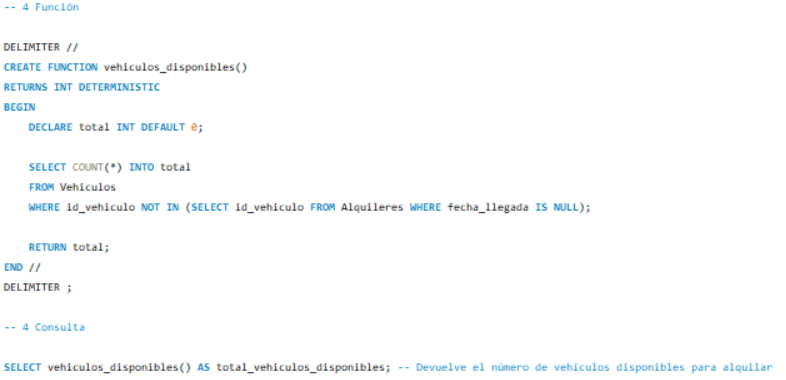 -- 4 Función
DELIMITER //
CREATE FUNCTION vehiculos_disponibles()
RETURNS INT DETERMINISTIC
BEGIN
    DECLARE total INT DEFAULT 0;
    SELECT COUNT(*) INTO total
    FROM Vehiculos
    WHERE id_vehiculo NOT IN (SELECT id_vehiculo FROM Alquileres WHERE fecha_llegada IS NULL);
    RETURN total;
END //
DELIMITER ;
-- 4 Consulta
SELECT vehiculos_disponibles() AS total_vehiculos_disponibles; -- Devuelve el número de vehículos disponibles para alquilar